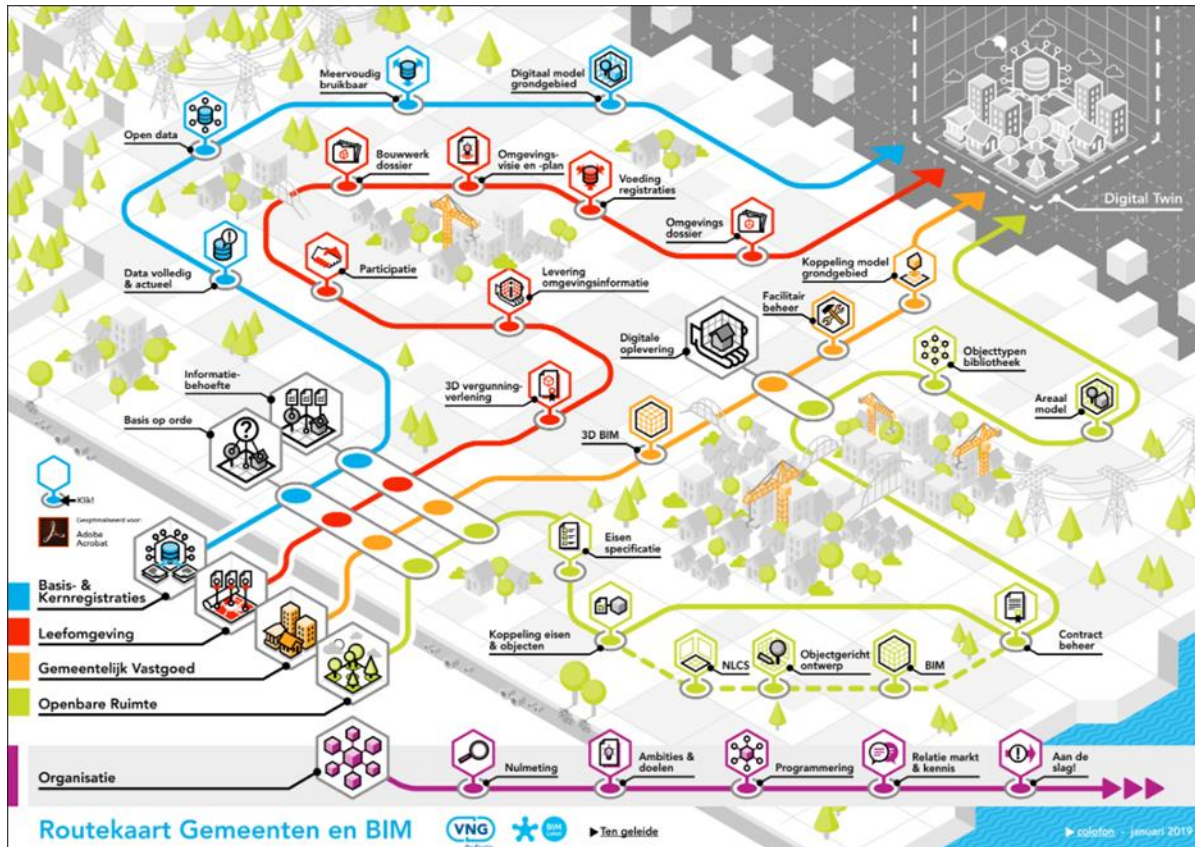 Meervoudig
bruikbaar
Digitaal model
grondgebied
Open data
Bouwwerk
dossier
Omgevings-
visie en -plan
Voeding
registraties
Omgevings
dossier
Digital Twin
Data volledig
& actueel
Participatie
Levering
omgevingsinformatie
Koppeling model
grondgebied
Facilitair
beheer
Digitale
oplevering
Objecttypen
bibliotheek
Informatie-
behoefte
3D vergunning-
verlening
Areaal
model
Basis op orde
3D BIM
Klik!
Geoptimaliseerd voor:
Adobe
Acrobat
Eisen
specificatie
Basis- &
Kernregistraties
Leefomgeving
Koppeling eisen
& objecten
NLCS
Objectgericht
ontwerp
BIM
Contract
beheer
Gemeentelijk Vastgoed
Openbare Ruimte
Organisatie
Nulmeting
Ambities &
doelen
Programmering
Relatie markt
& kennis
Aan de
slag!
Routekaart Gemeenten en BIM
VNG
Realisatie
BIM
Loket
Ten geleide
colofon - januari 2019